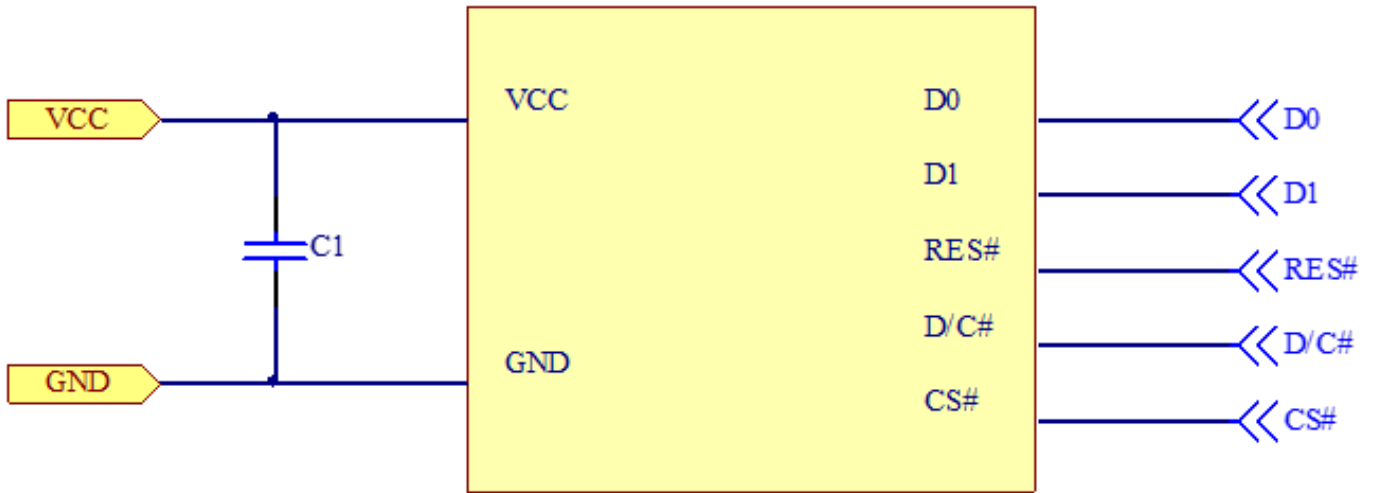 VCC
VCC
D0
D0
D1
D1
C1
RES#
RES#
D/C#
D/C#
GND
GND
CS#
CS#